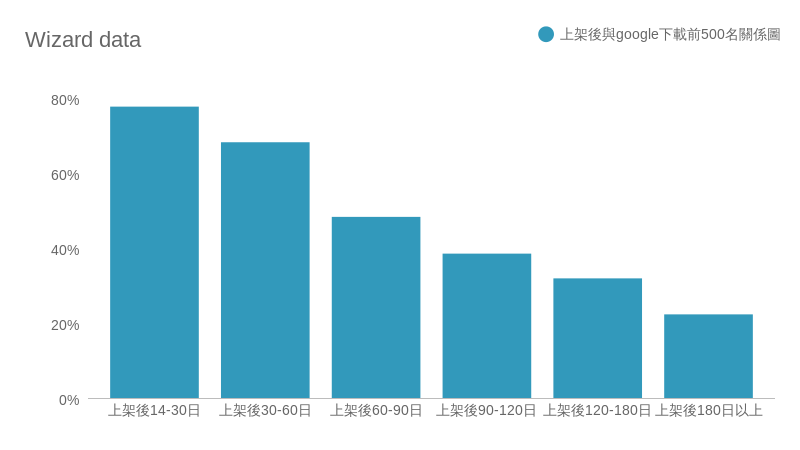 Wizard data
上架後與google下載前500名關係圖
80%
60%
40%
20%
0%
上架後14-30日
上架後30-60日
上架後60-90日
上架後90-120日
上架後120-180日
上架後180日以上